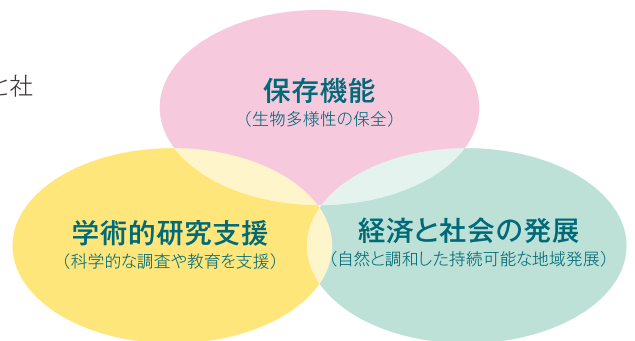 と社
保存機能
（生物多様性の保全）
学術的研究支援
（科学的な調査や教育を支援）
経済と社会の発展
（自然と調和した持続可能な地域発展）